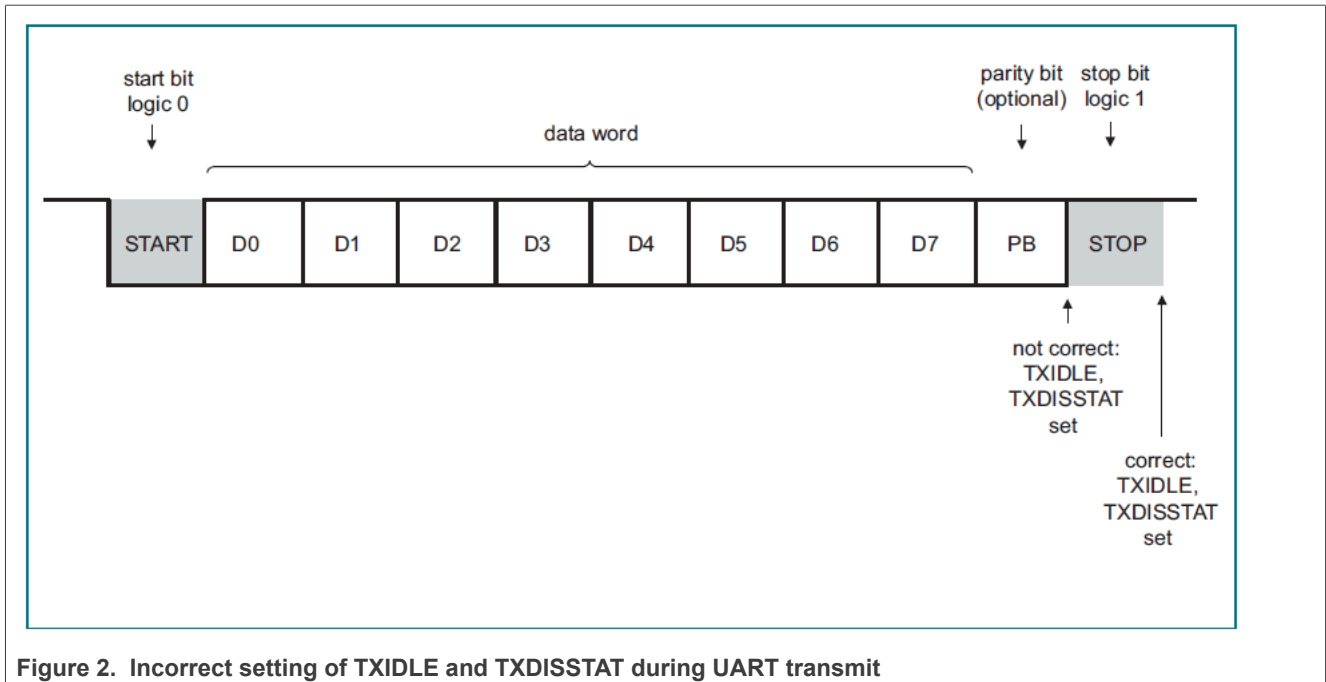 start bit
logic 0
parity bit
(optional)
stop bit
logic 1
data word
START
D0
D1
D2
D3
D4
D5
D6
D7
PB
STOP
not correct:
TXIDLE,
TXDISSTAT
set
correct:
TXIDLE,
TXDISSTAT
set
Figure 2. Incorrect setting of TXIDLE and TXDISSTAT during UART transmit